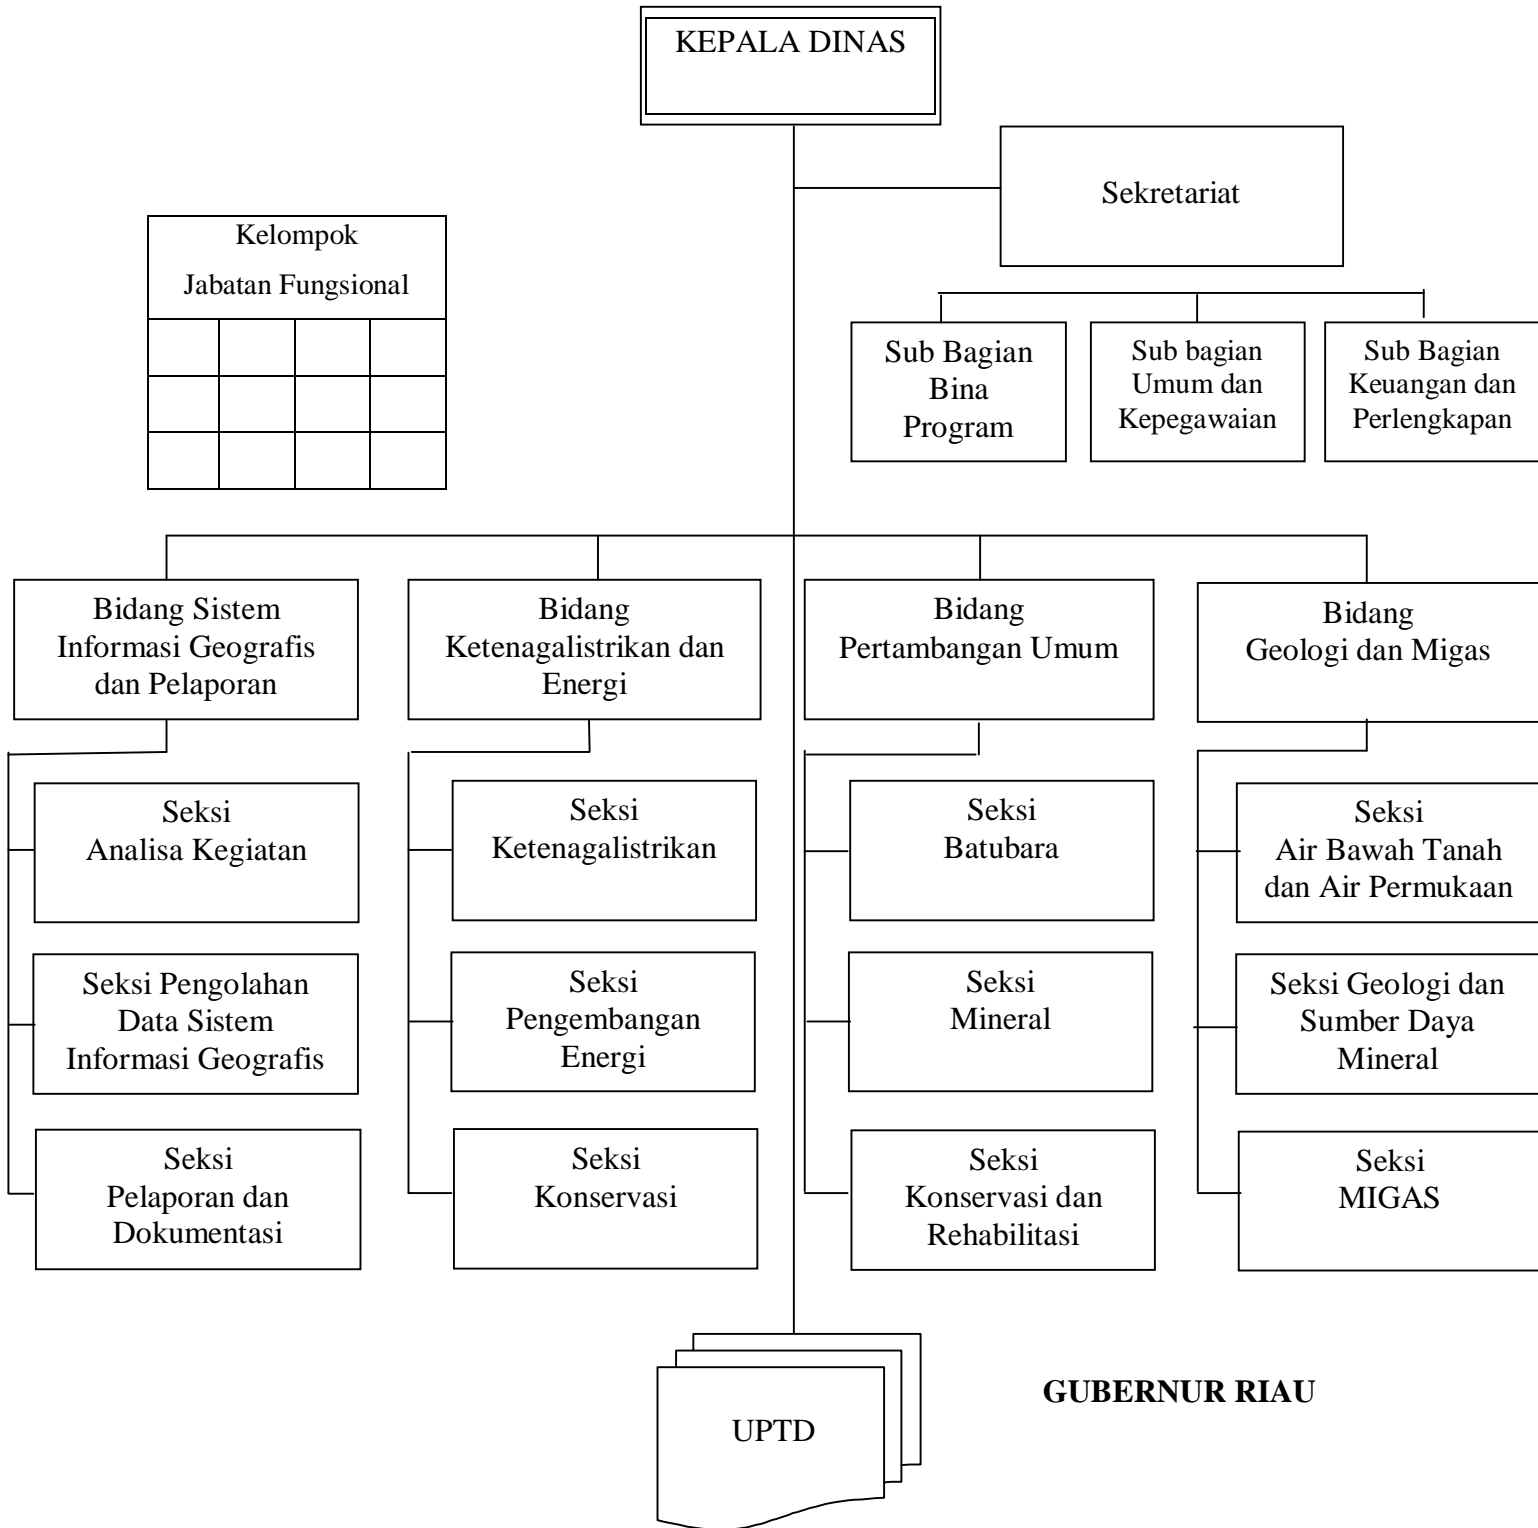 KEPALA DINAS
Sekretariat
Kelompok
Jabatan Fungsional
Sub Bagian
Bina
Program
Sub bagian
Umum dan
Kepegawaian
Sub Bagian
Keuangan dan
Perlengkapan
Bidang Sistem
Informasi Geografis
dan Pelaporan
Bidang
Ketenagalistrikan dan
Energi
Bidang
Pertambangan Umum
Bidang
Geologi dan Migas
Seksi
Analisa Kegiatan
Seksi
Ketenagalistrikan
Seksi
Batubara
Seksi
Air Bawah Tanah
dan Air Permukaan
Seksi Pengolahan
Data Sistem
Informasi Geografis
Seksi
Pengembangan
Energi
Seksi
Mineral
Seksi Geologi dan
Sumber Daya
Mineral
Seksi
Pelaporan dan
Dokumentasi
Seksi
Konservasi
Seksi
Konservasi dan
Rehabilitasi
Seksi
MIGAS
GUBERNUR RIAU
UPTD